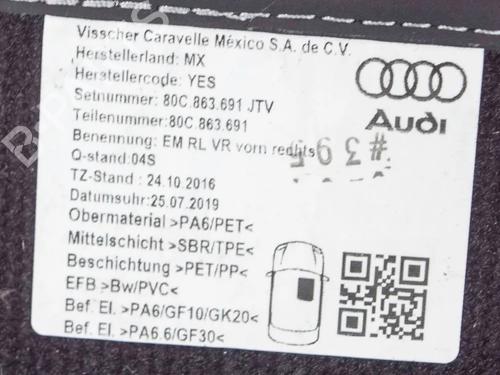 Visscher Caravelle México S.A. de C.V.
Herstellerland: MX
Herstellercode: YES
Setnummer: 80C.863.691 JTV
Teilenummer: 80C.863.691
Benennung: EM RL VR vorn rechts
#395
Q-stand:04S
TZ-Stand : 24.10.2016
Datumsuhr:25.07.2019
Obermaterial >PA6/PET<
Mittelschicht >SBR/TPE<
Beschichtung >PET/PP<
EFB >Bw/PVC<
Bef. El. >PA6/GF10/GK20<
Bef. El. >PA6.6/GF30<
Audi